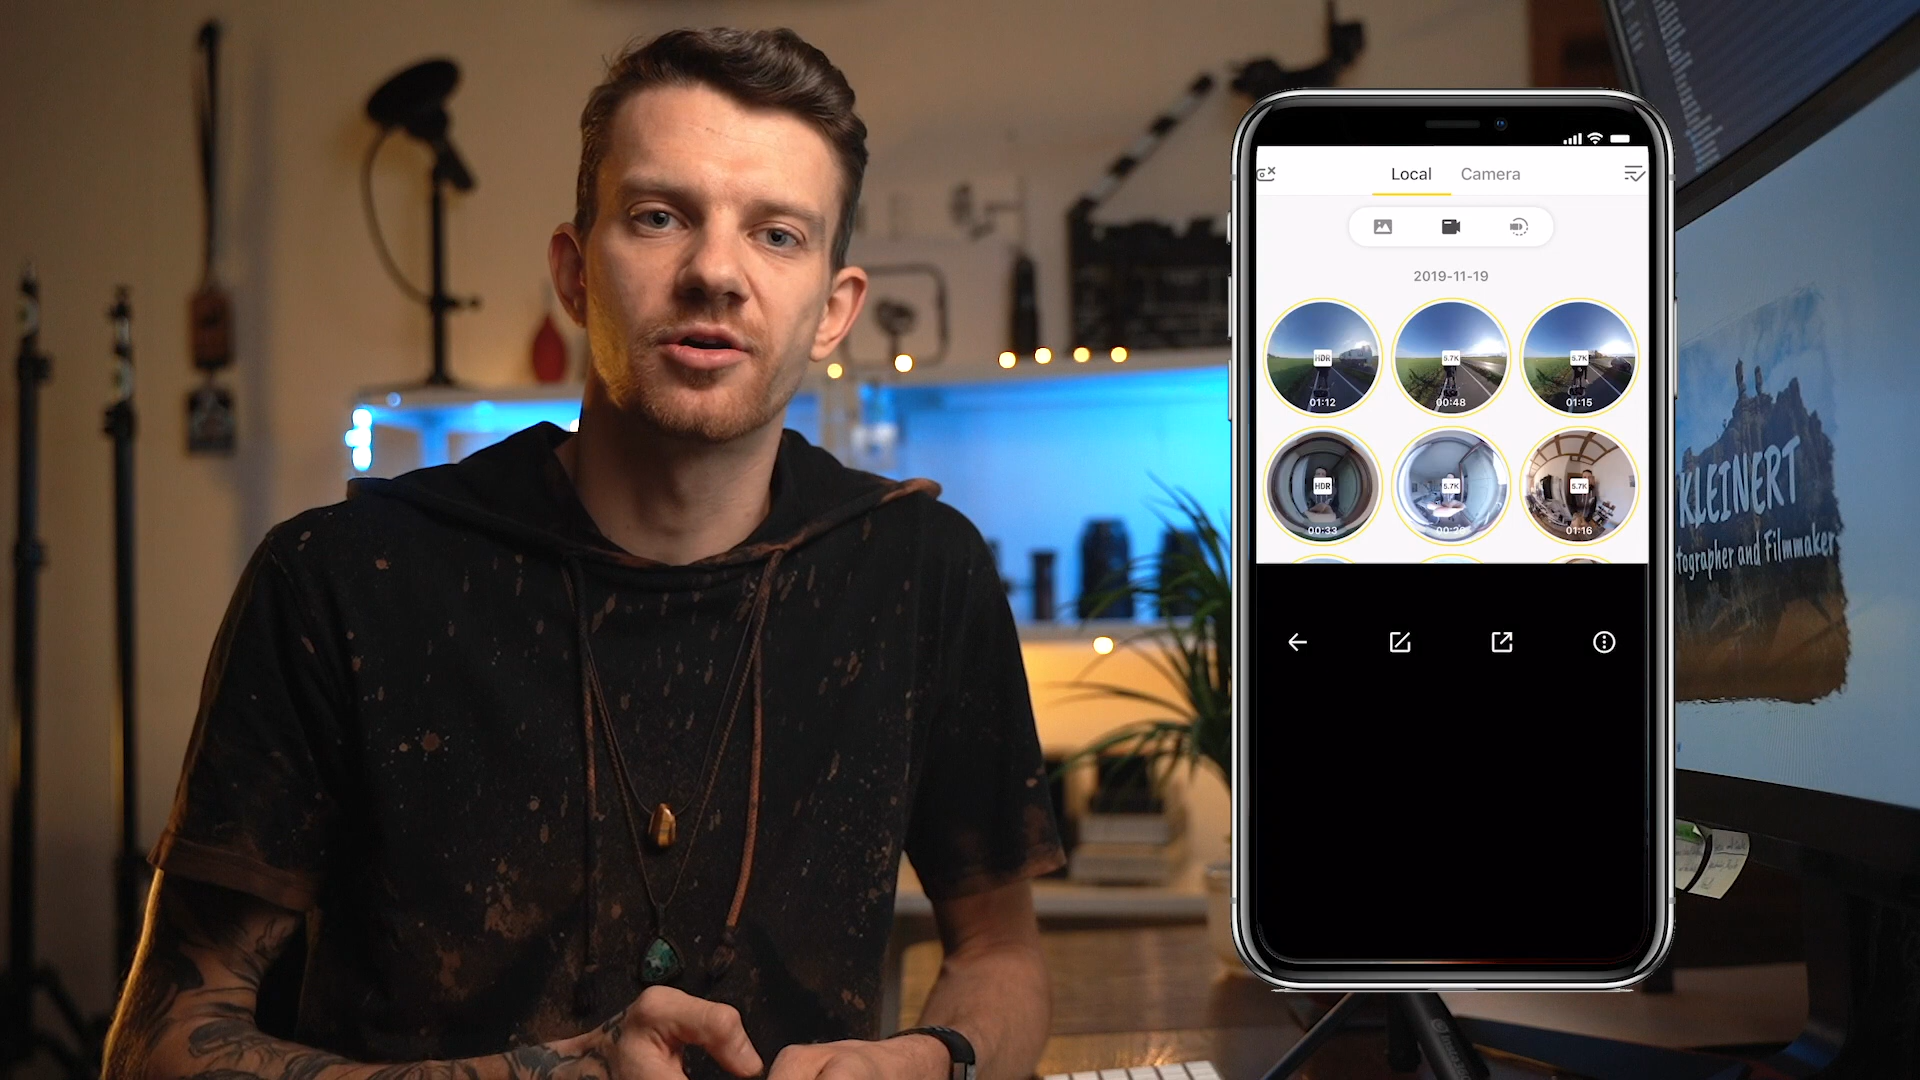 Local Camera
2019-11-19
HDR
5.7K
5.7K
01:12
00:48
01:15
HDR
5.7K
5.7K
00:33
01:16
KLEINERT
tographer and Filmmaker